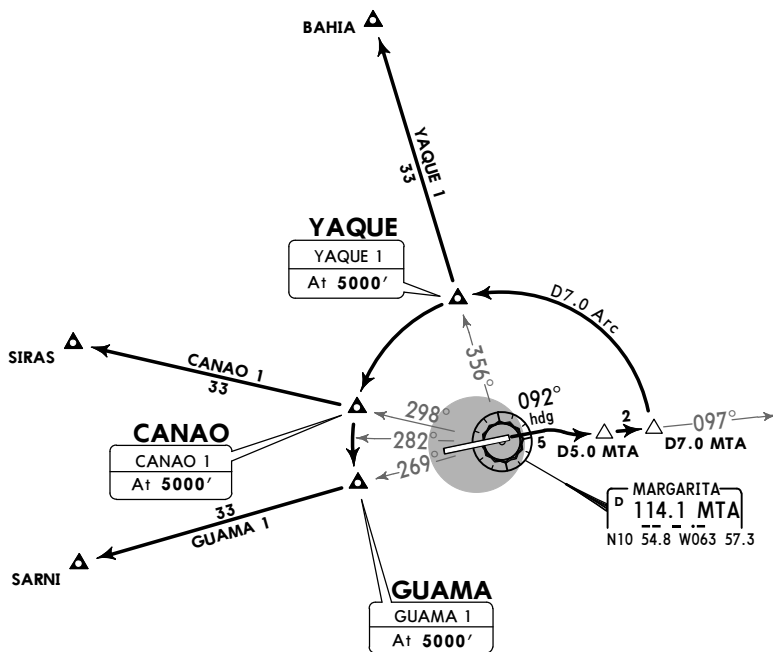 BAHIA
YAQUE 1
33
YAQUE
YAQUE 1
At 5000′
D7.0 Arc
356°
SIRAS
CANAO 1
33
298°
092°
hdg
2
097°
5
D5.0 MTA
D7.0 MTA
CANAO
CANAO 1
At 5000′
282°
269°
MARGARITA
D 114.1 MTA
N10 54.8 W063 57.3
33
GUAMA 1
SARNI
GUAMA
GUAMA 1
At 5000′